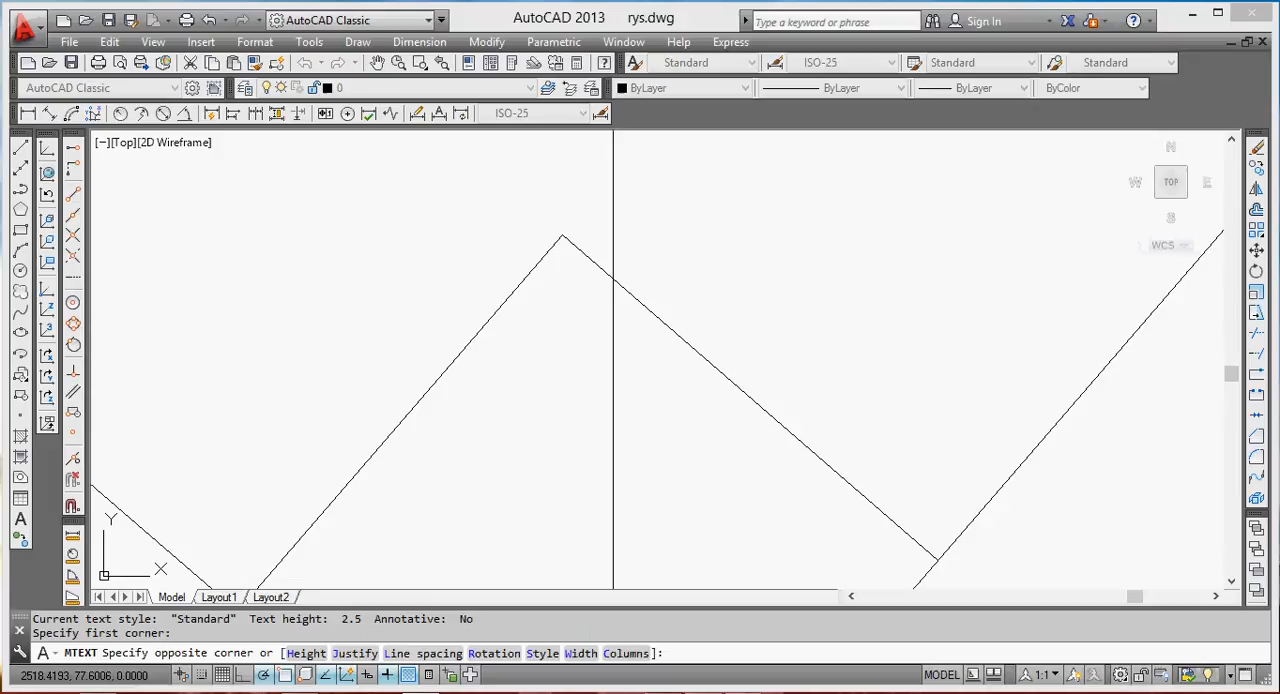 AutoCAD Classic
AutoCAD 2013 rys.dwg
Type a keyword or phrase
Sign In
File Edit View Insert Format Tools Draw Dimension Modify Parametric Window Help Express
Standard ISO-25 Standard Standard
AutoCAD Classic 0 ByLayer ByLayer ByLayer ByColor
ISO-25
[−][Top][2D Wireframe]
N
W TOP E
S
WCS
Y
X
A
Model Layout1 Layout2
Current text style: "Standard" Text height: 2.5 Annotative: No
Specify first corner:
A- MTEXT Specify opposite corner or [Height Justify Line spacing Rotation Style Width Columns]:
2518.4193, 77.6006, 0.0000 MODEL 1:1